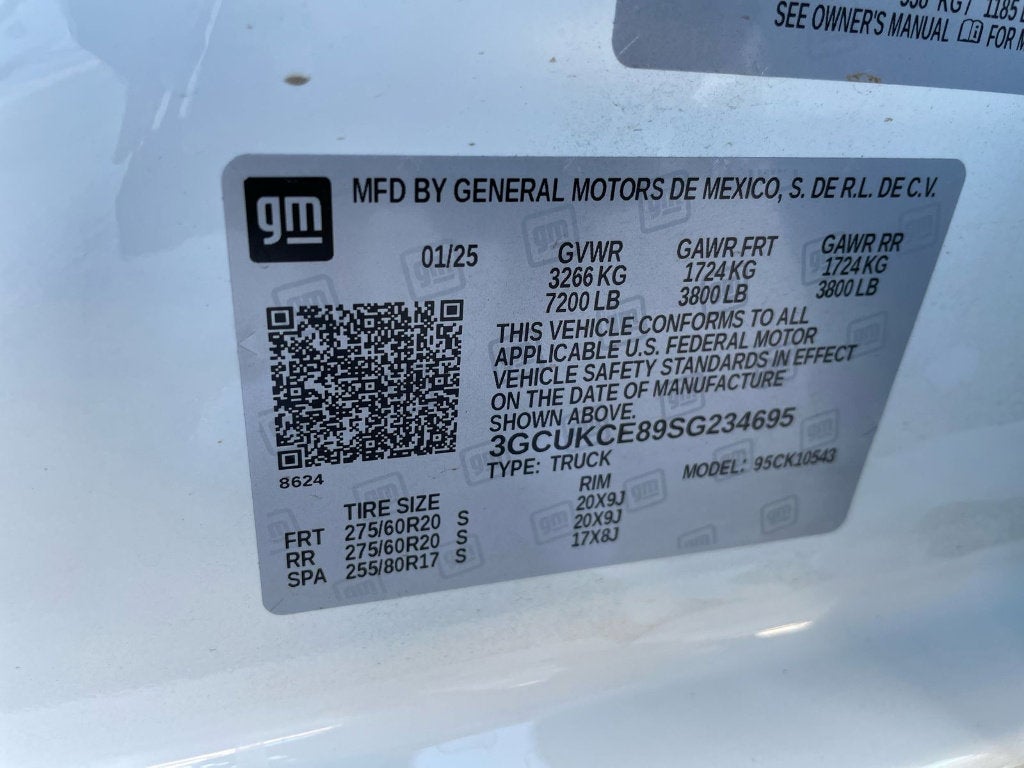 KG / 1185
SEE OWNER'S MANUAL FOR
gm
MFD BY GENERAL MOTORS DE MEXICO, S. DE R.L. DE C.V.
01/25 GVWR GAWR FRT GAWR RR
3266 KG 1724 KG 1724 KG
7200 LB 3800 LB 3800 LB
THIS VEHICLE CONFORMS TO ALL
APPLICABLE U.S. FEDERAL MOTOR
VEHICLE SAFETY STANDARDS IN EFFECT
ON THE DATE OF MANUFACTURE
SHOWN ABOVE.
3GCUKCE89SG234695
TYPE: TRUCK MODEL: 95CK10543
8624
TIRE SIZE RIM
FRT 275/60R20 S 20X9J
RR 275/60R20 S 20X9J
SPA 255/80R17 S 17X8J